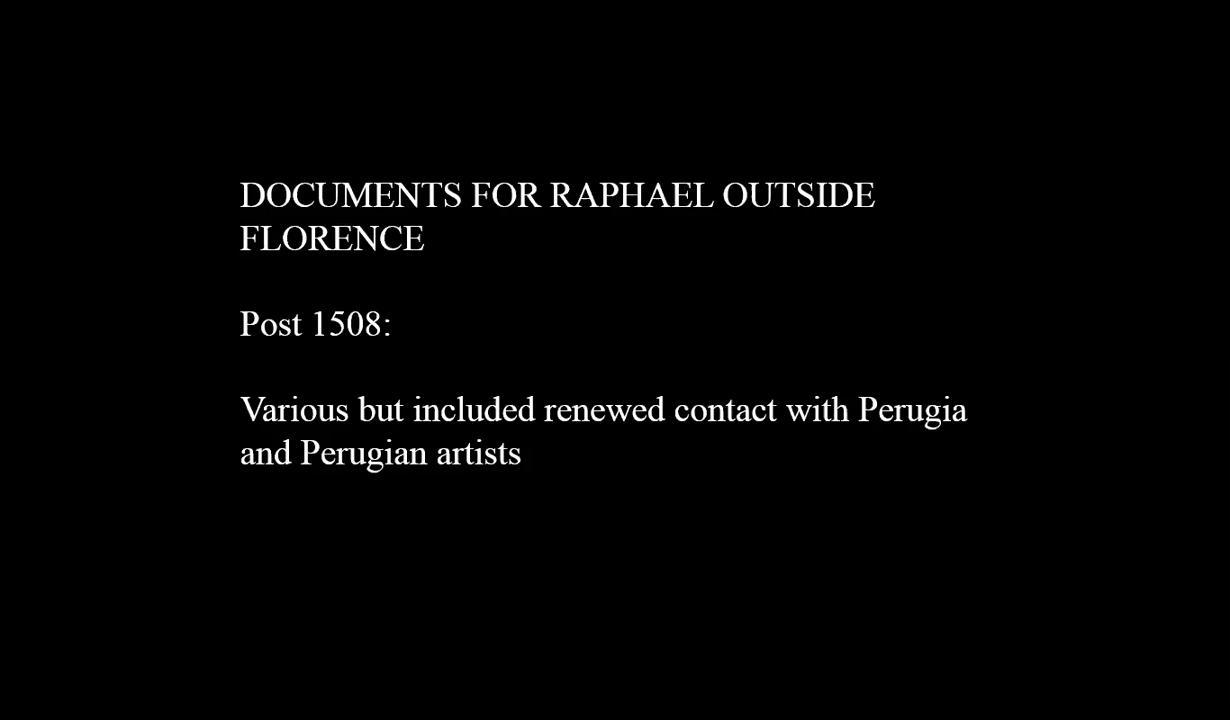 DOCUMENTS FOR RAPHAEL OUTSIDE
FLORENCE
Post 1508:
Various but included renewed contact with Perugia
and Perugian artists